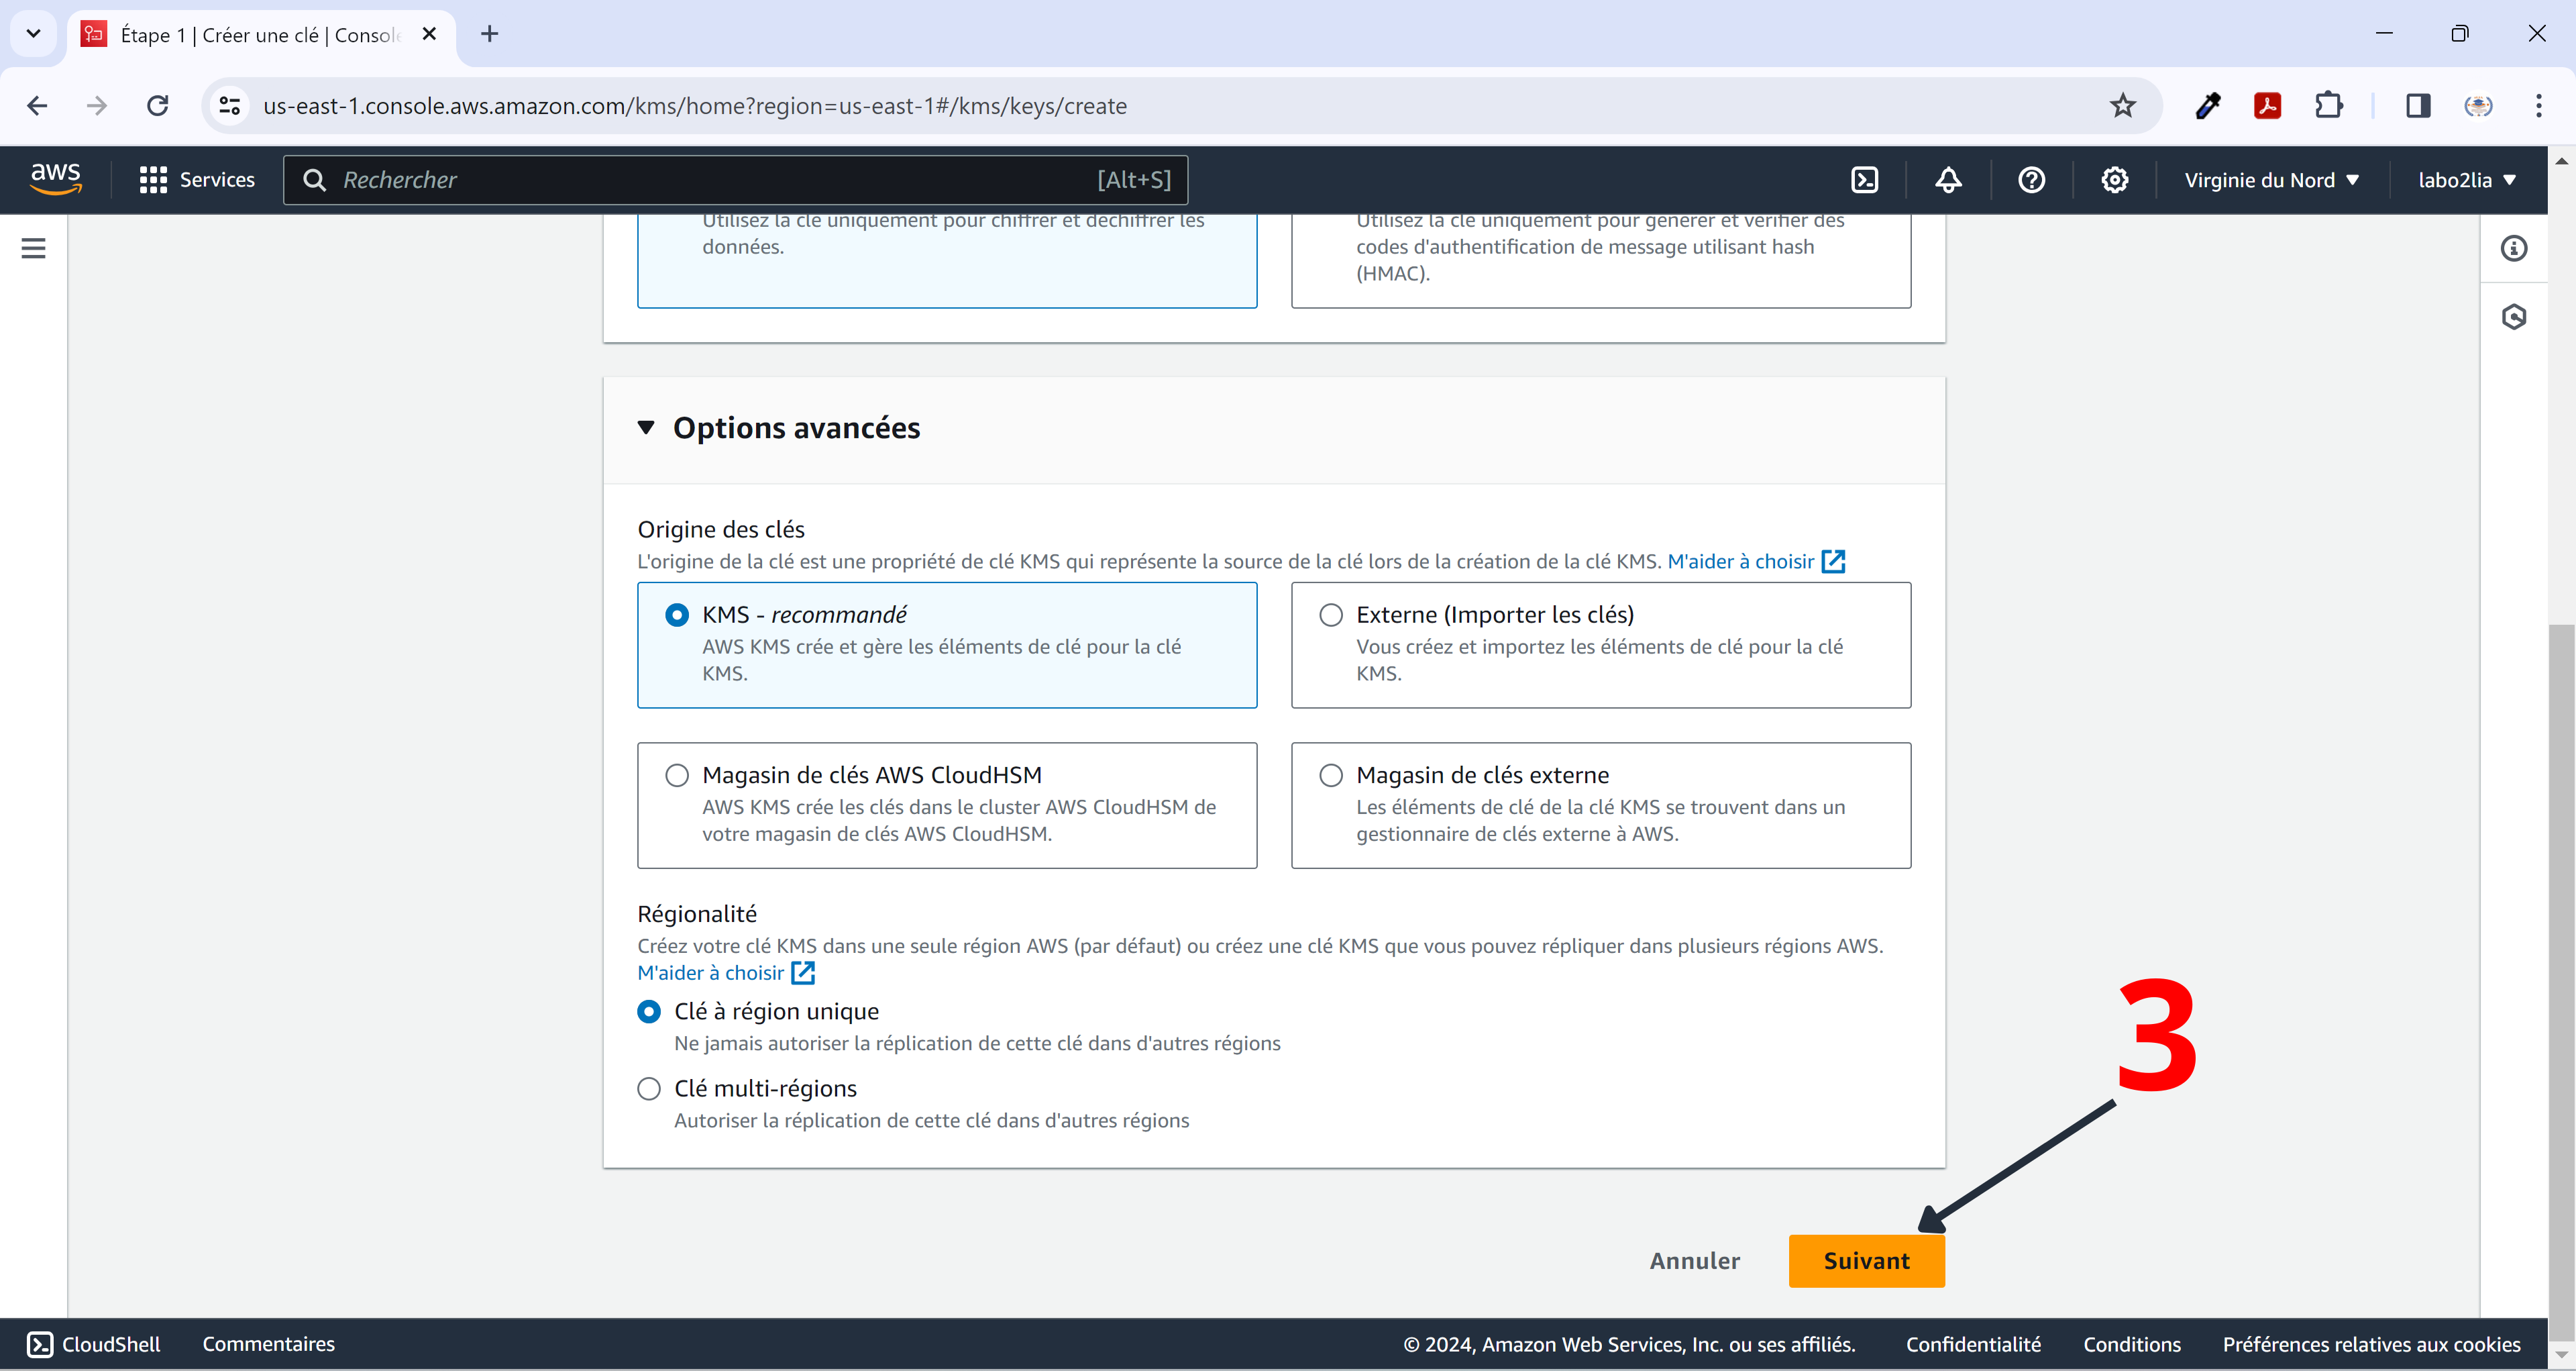 Étape 1 | Créer une clé | Console
us-east-1.console.aws.amazon.com/kms/home?region=us-east-1#/kms/keys/create
aws
Services
Rechercher
[Alt+S]
Virginie du Nord
labo2lia
Utilisez la clé uniquement pour chiffrer et déchiffrer les
données.
Utilisez la clé uniquement pour générer et vérifier des
codes d'authentification de message utilisant hash
(HMAC).
Options avancées
Origine des clés
L'origine de la clé est une propriété de clé KMS qui représente la source de la clé lors de la création de la clé KMS. M'aider à choisir
KMS - recommandé
AWS KMS crée et gère les éléments de clé pour la clé
KMS.
Externe (Importer les clés)
Vous créez et importez les éléments de clé pour la clé
KMS.
Magasin de clés AWS CloudHSM
AWS KMS crée les clés dans le cluster AWS CloudHSM de
votre magasin de clés AWS CloudHSM.
Magasin de clés externe
Les éléments de clé de la clé KMS se trouvent dans un
gestionnaire de clés externe à AWS.
Régionalité
Créez votre clé KMS dans une seule région AWS (par défaut) ou créez une clé KMS que vous pouvez répliquer dans plusieurs régions AWS.
M'aider à choisir
Clé à région unique
Ne jamais autoriser la réplication de cette clé dans d'autres régions
Clé multi-régions
Autoriser la réplication de cette clé dans d'autres régions
3
Annuler
Suivant
CloudShell
Commentaires
© 2024, Amazon Web Services, Inc. ou ses affiliés.
Confidentialité
Conditions
Préférences relatives aux cookies